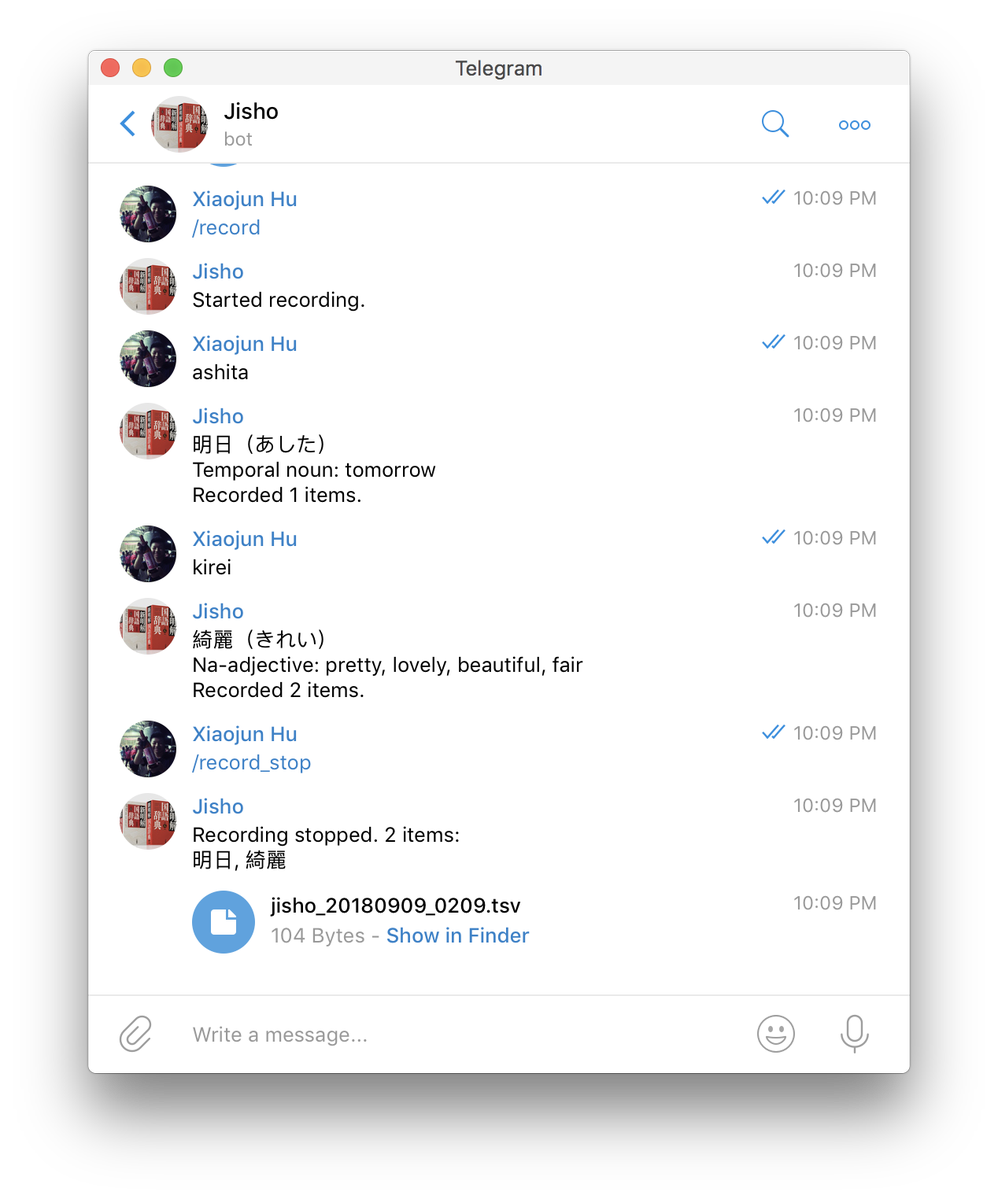 Telegram
Jisho
bot
Xiaojun Hu
10:09 PM
/record
Jisho
10:09 PM
Started recording.
Xiaojun Hu
10:09 PM
ashita
Jisho
10:09 PM
明日（あした）
Temporal noun: tomorrow
Recorded 1 items.
Xiaojun Hu
10:09 PM
kirei
Jisho
10:09 PM
綺麗（きれい）
Na-adjective: pretty, lovely, beautiful, fair
Recorded 2 items.
Xiaojun Hu
10:09 PM
/record_stop
Jisho
10:09 PM
Recording stopped. 2 items:
明日, 綺麗
jisho_20180909_0209.tsv
10:09 PM
104 Bytes - Show in Finder
Write a message...